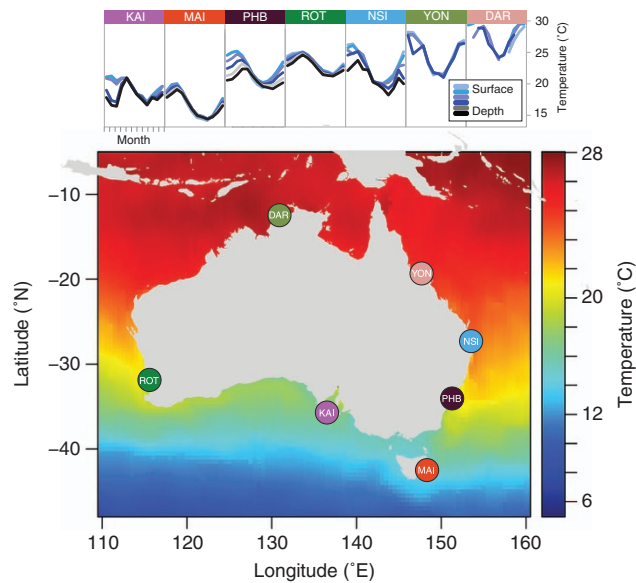 KAI MAI PHB ROT NSI YON DAR
30
25
20
15
Temperature (˚C)
Surface
Depth
Month
−10
−20
−30
−40
Latitude (˚N)
DAR
YON
NSI
ROT
PHB
KAI
MAI
110 120 130 140 150 160
Longitude (˚E)
28
20
12
6
Temperature (˚C)